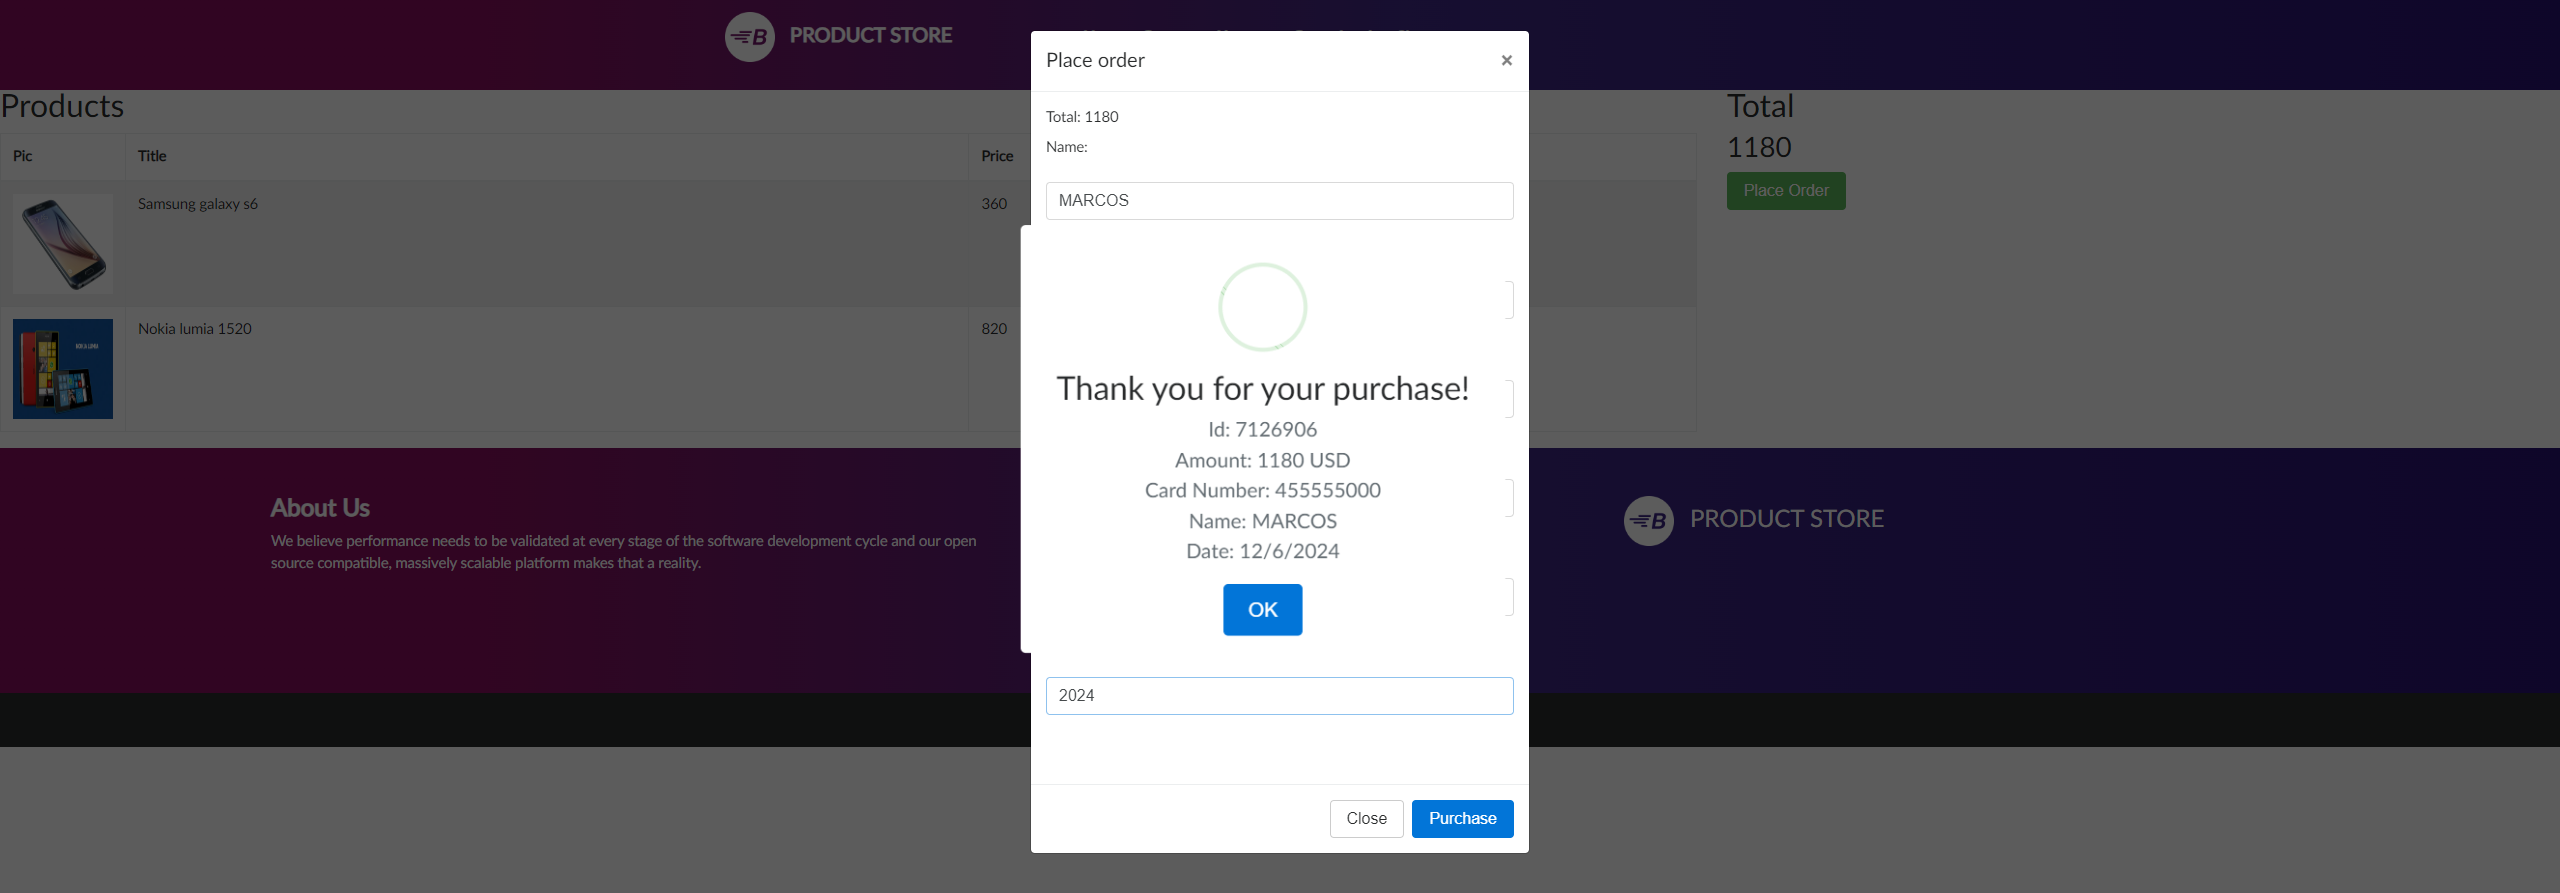 B PRODUCT STORE
Place order ×
Total: 1180
Name:
MARCOS
Thank you for your purchase!
Id: 7126906
Amount: 1180 USD
Card Number: 455555000
Name: MARCOS
Date: 12/6/2024
OK
2024
Close Purchase
Products
Pic Title Price
Samsung galaxy s6 360
Nokia lumia 1520 820
NOKIA LUMIA
Total
1180
Place Order
About Us
We believe performance needs to be validated at every stage of the software development cycle and our open
source compatible, massively scalable platform makes that a reality.
B PRODUCT STORE